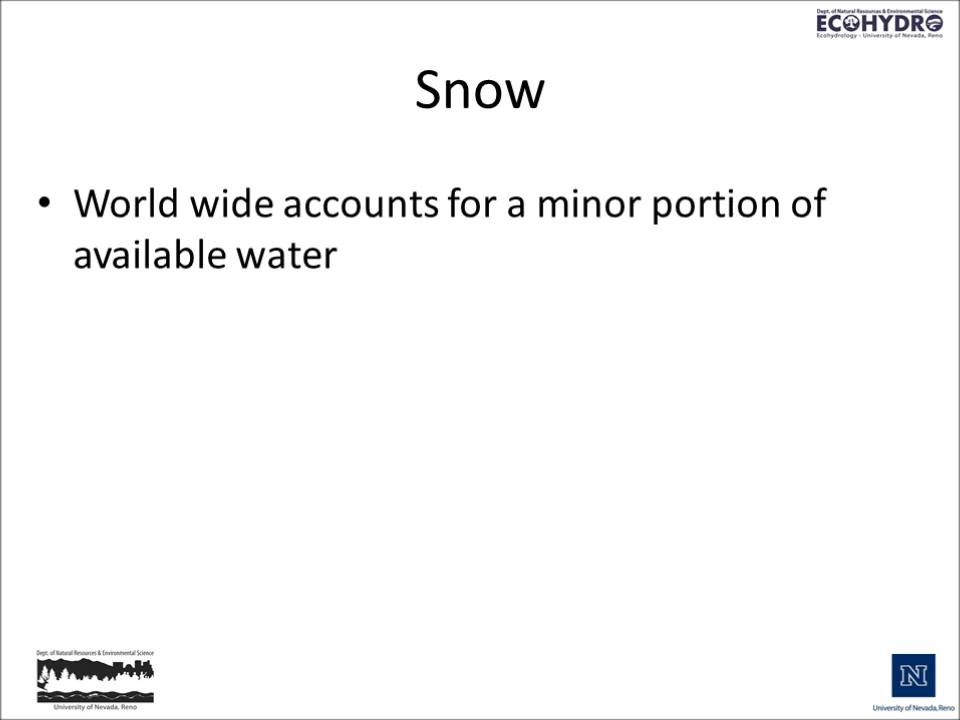 Dept. of Natural Resources & Environmental Science
ECOHYDRO
Ecohydrology - University of Nevada, Reno
Snow
• World wide accounts for a minor portion of
available water
Dept. of Natural Resources & Environmental Science
University of Nevada, Reno
N
University of Nevada, Reno